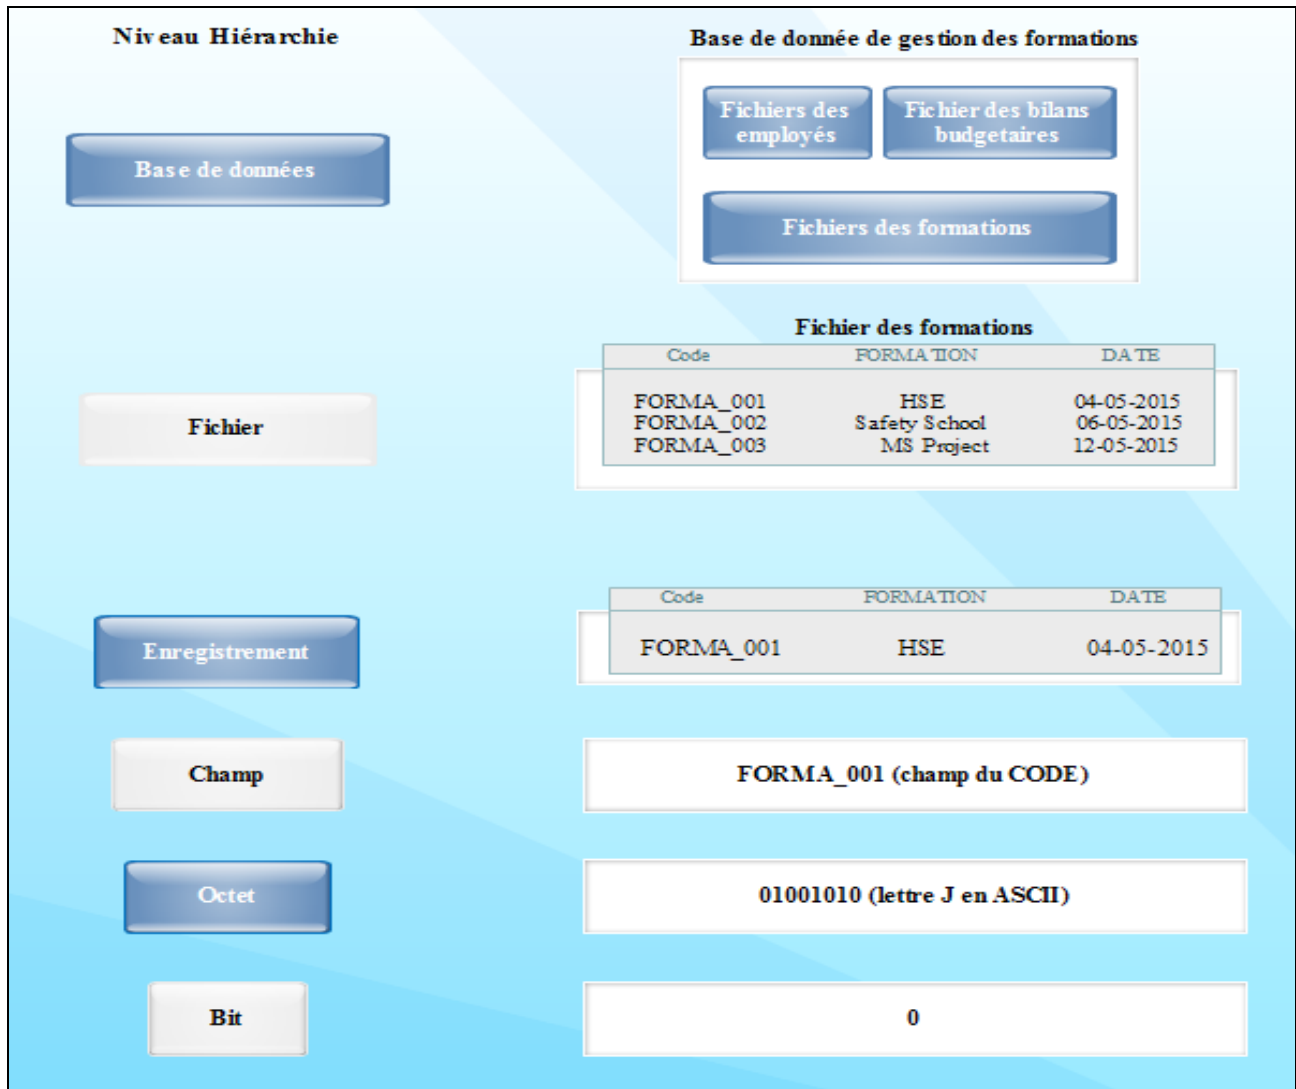 Niveau Hiérarchie
Base de donnée de gestion des formations
Fichiers des employés
Fichier des bilans budgetaires
Base de données
Fichiers des formations
Fichier des formations
Code FORMATION DATE
FORMA_001 HSE 04-05-2015
Fichier
FORMA_002 Safety School 06-05-2015
FORMA_003 MS Project 12-05-2015
Code FORMATION DATE
Enregistrement
FORMA_001 HSE 04-05-2015
Champ
FORMA_001 (champ du CODE)
Octet
01001010 (lettre J en ASCII)
Bit
0